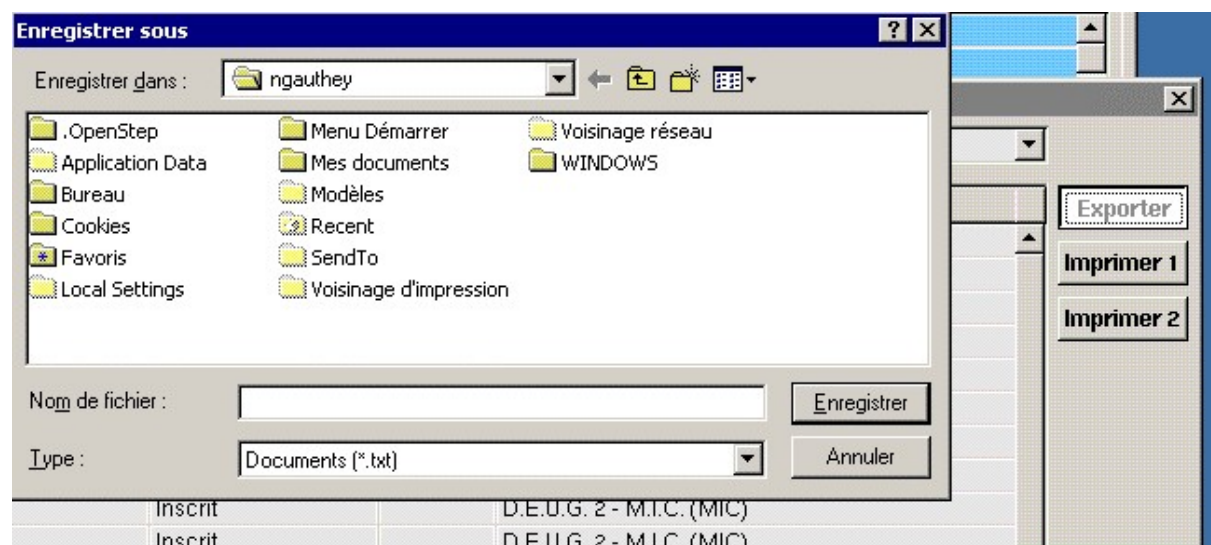 Enregistrer sous
Enregistrer dans :
ngauthey
.OpenStep
Application Data
Bureau
Cookies
Favoris
Local Settings
Menu Démarrer
Mes documents
Modèles
Recent
SendTo
Voisinage d'impression
Voisinage réseau
WINDOWS
Nom de fichier :
Enregistrer
Type :
Documents (*.txt)
Annuler
Exporter
Imprimer 1
Imprimer 2
Inscrit D.E.U.G. 2 - M.I.C. (MIC)
Inscrit D.E.U.G. 2 - M.I.C. (MIC)